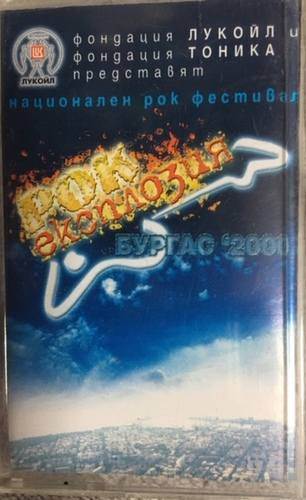 фондация ЛУКОЙЛ и
фондация ТОНИКА
представят
ЛУКОЙЛ
национален рок фестивал
РОК
експлозия
БУРГАС '2000